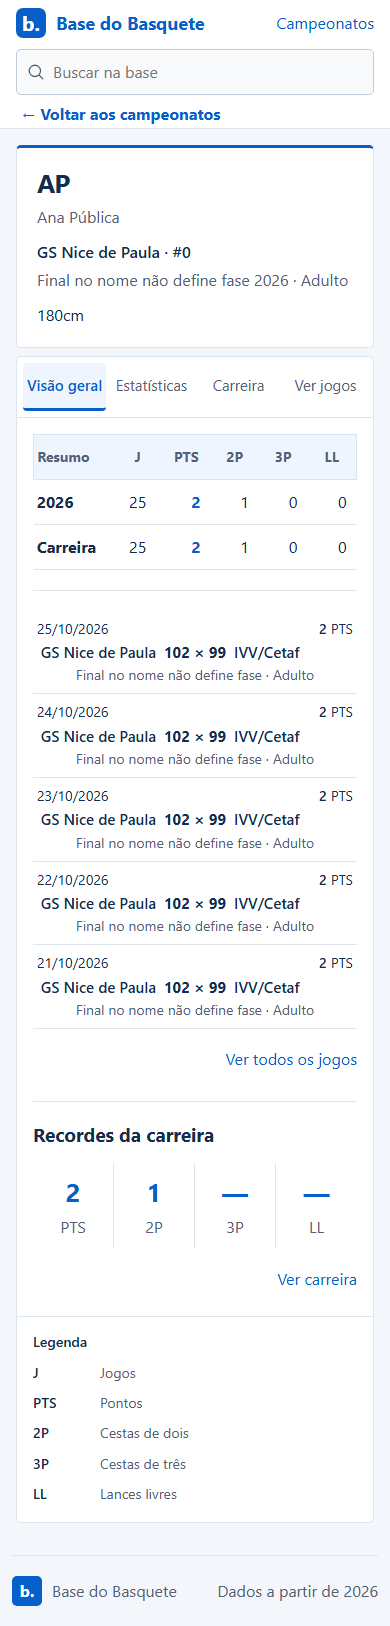 b. Base do Basquete Campeonatos
Buscar na base
← Voltar aos campeonatos
AP
Ana Pública
GS Nice de Paula · #0
Final no nome não define fase 2026 · Adulto
180cm
Visão geral Estatísticas Carreira Ver jogos
Resumo J PTS 2P 3P LL
2026 25 2 1 0 0
Carreira 25 2 1 0 0
25/10/2026 2 PTS
GS Nice de Paula 102 × 99 IVV/Cetaf
Final no nome não define fase · Adulto
24/10/2026 2 PTS
GS Nice de Paula 102 × 99 IVV/Cetaf
Final no nome não define fase · Adulto
23/10/2026 2 PTS
GS Nice de Paula 102 × 99 IVV/Cetaf
Final no nome não define fase · Adulto
22/10/2026 2 PTS
GS Nice de Paula 102 × 99 IVV/Cetaf
Final no nome não define fase · Adulto
21/10/2026 2 PTS
GS Nice de Paula 102 × 99 IVV/Cetaf
Final no nome não define fase · Adulto
Ver todos os jogos
Recordes da carreira
2 1 — —
PTS 2P 3P LL
Ver carreira
Legenda
J Jogos
PTS Pontos
2P Cestas de dois
3P Cestas de três
LL Lances livres
b. Base do Basquete Dados a partir de 2026